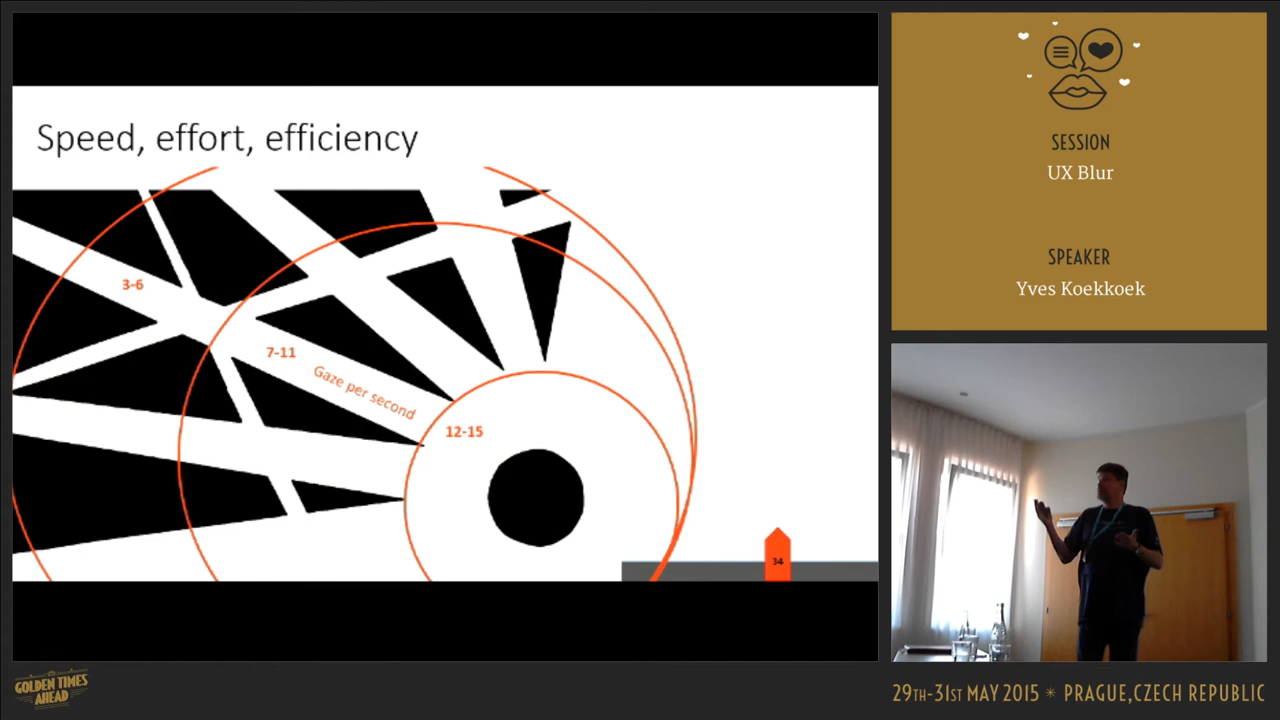 Speed, effort, efficiency
3-6
7-11
Gaze per second
12-15
34
SESSION
UX Blur
SPEAKER
Yves Koekkoek
GOLDEN TIMES
AHEAD
29TH-31ST MAY 2015 * PRAGUE, CZECH REPUBLIC